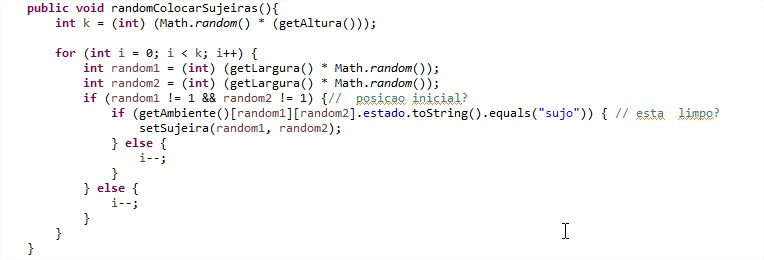 public void randomColocarSujeiras(){
int k = (int) (Math.random() * (getAltura()));
for (int i = 0; i < k; i++) {
int random1 = (int) (getLargura() * Math.random());
int random2 = (int) (getLargura() * Math.random());
if (random1 != 1 && random2 != 1) {// posicao inicial?
if (getAmbiente()[random1][random2].estado.toString().equals("sujo")) { // esta limpo?
setSujeira(random1, random2);
} else {
i--;
}
} else {
i--;
}
}
}